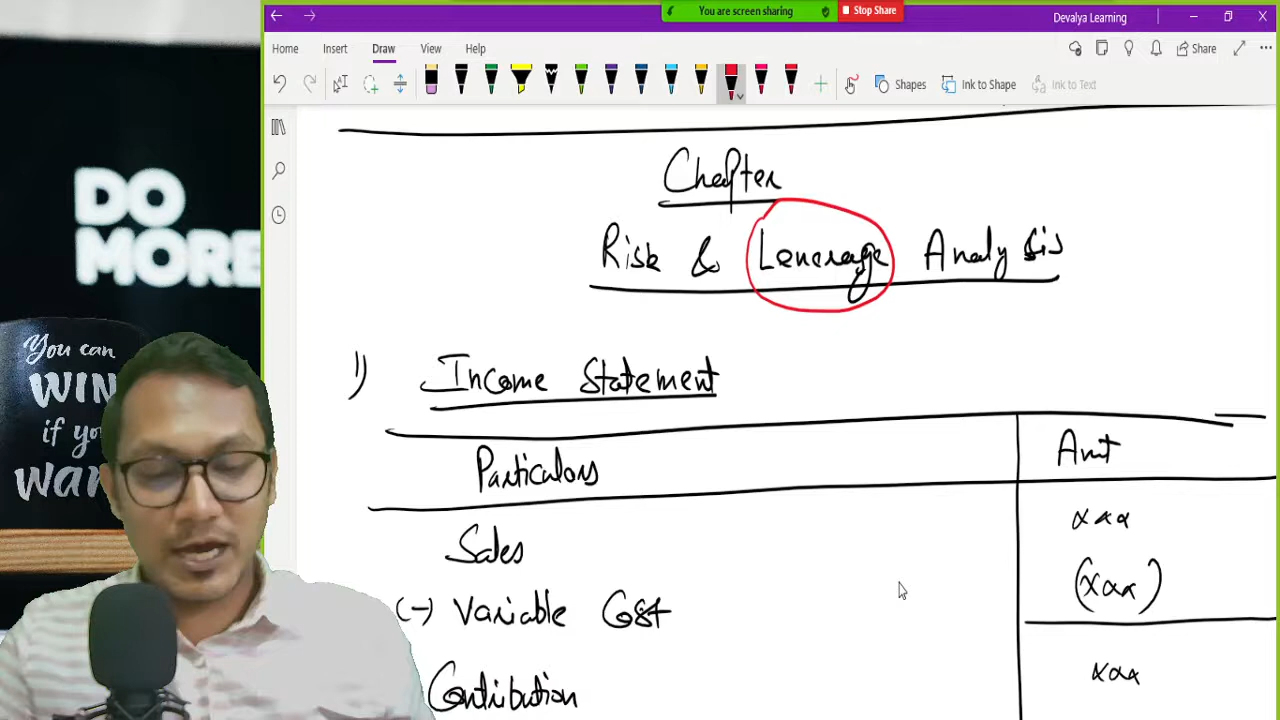 You are screen sharing Stop Share
Devalya Learning
Home Insert Draw View Help Share
Shapes Ink to Shape Ink to Text
DO
MORE
You can
WIN
if you
want
Chapter
Risk & Leverage Analysis
1) Income Statement
Particulars Amt
Sales xxx
(-) Variable Cost (xxx)
Contribution xxx